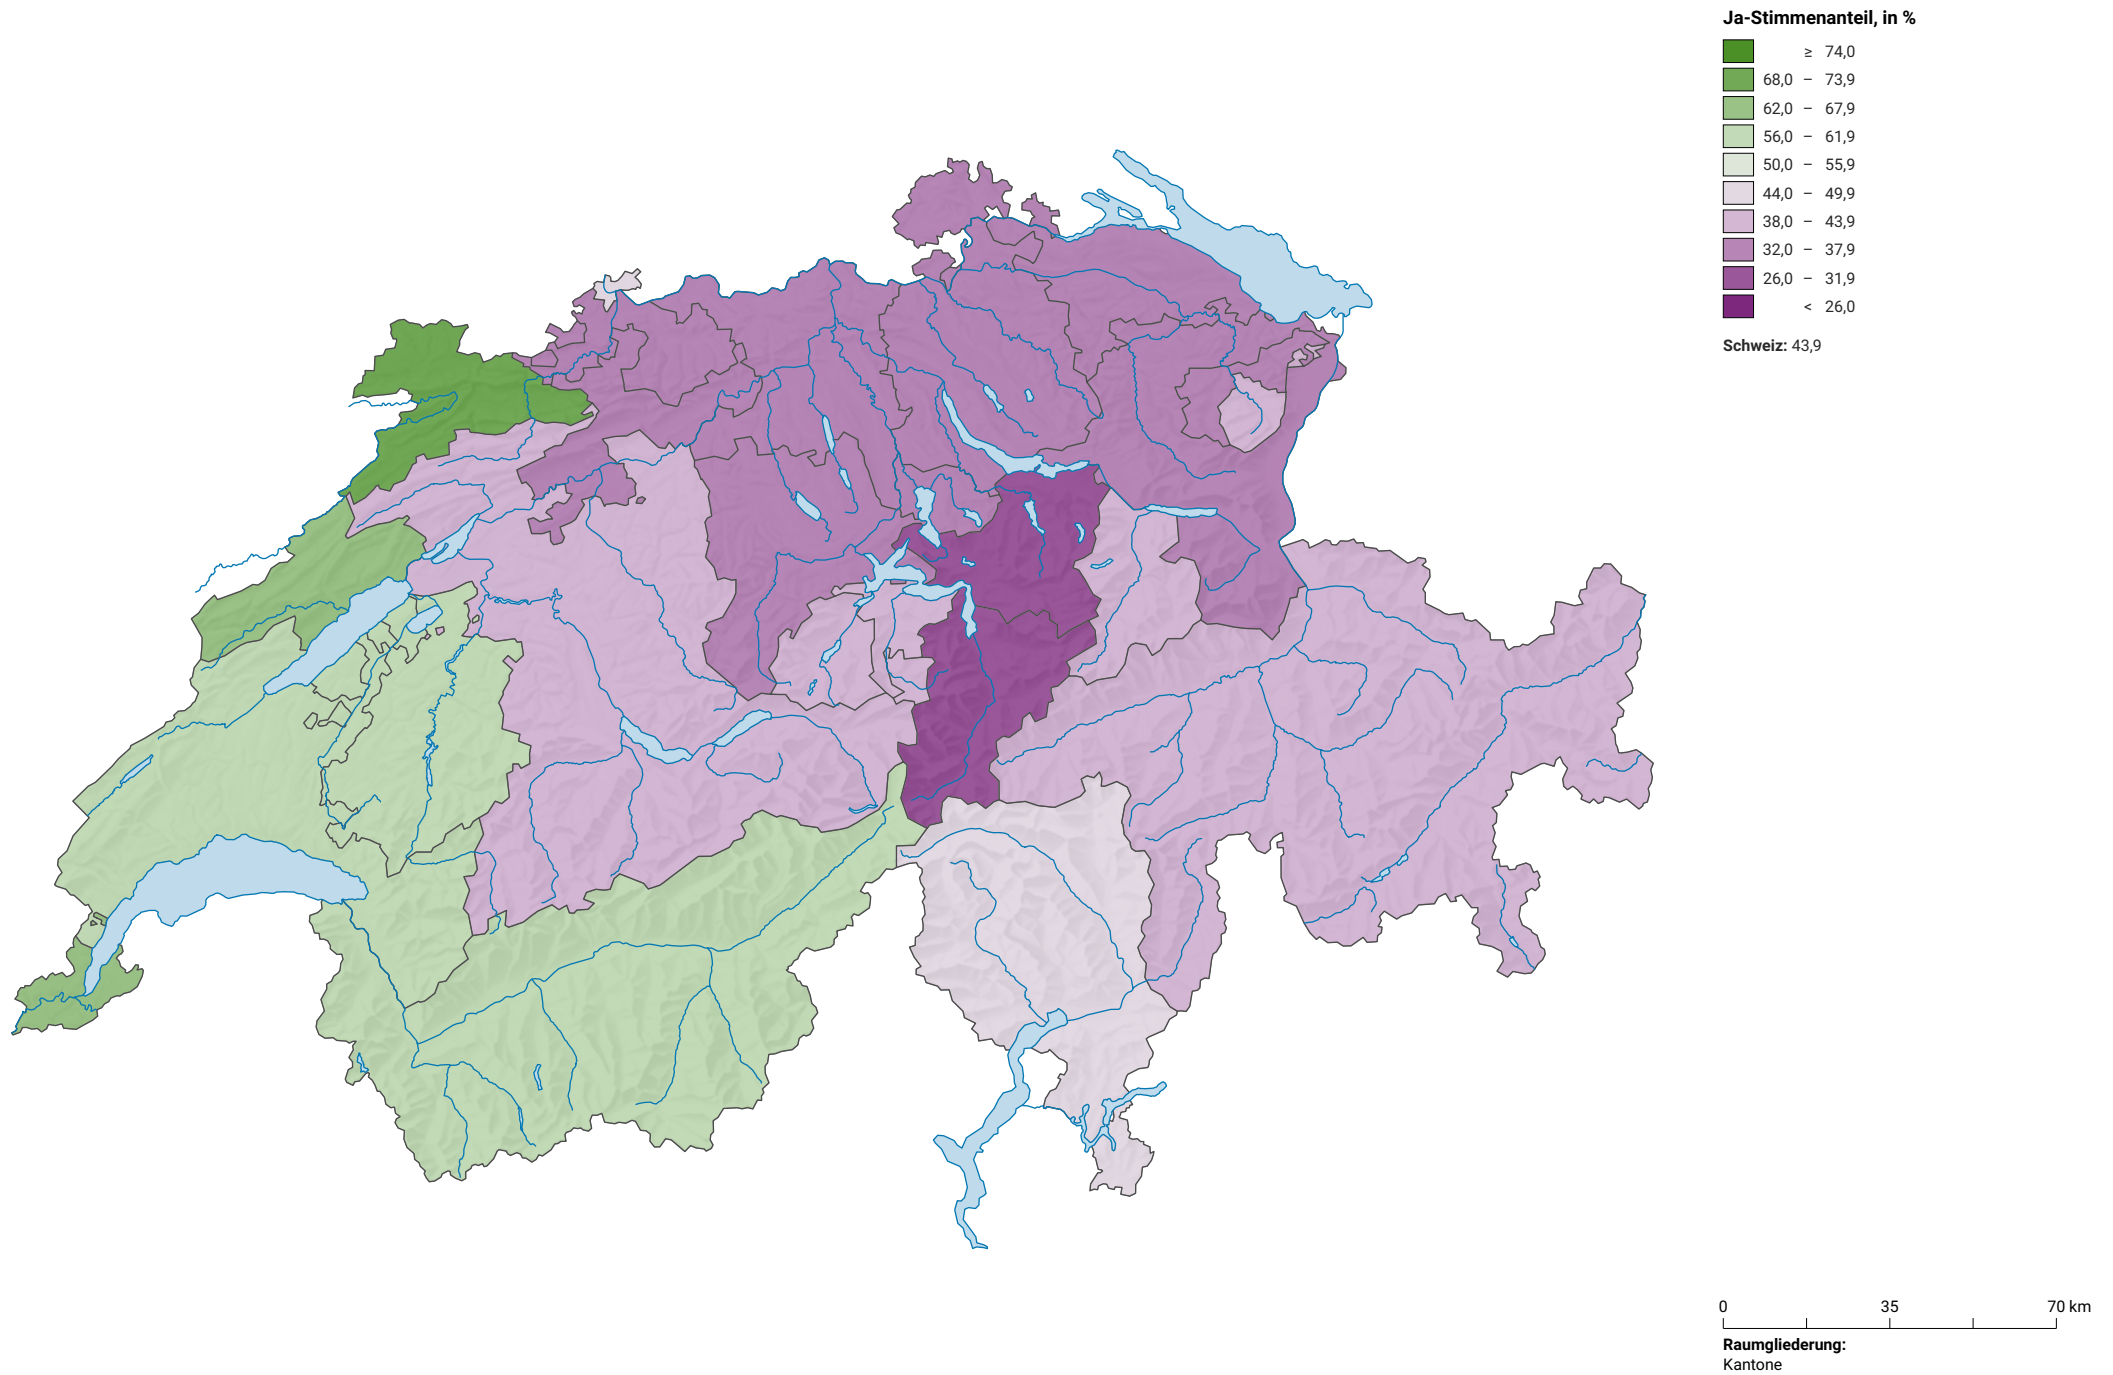 Ja-Stimmenanteil, in %
≥ 74,0
68,0 – 73,9
62,0 – 67,9
56,0 – 61,9
50,0 – 55,9
44,0 – 49,9
38,0 – 43,9
32,0 – 37,9
26,0 – 31,9
< 26,0
Schweiz: 43,9
0 35 70 km
Raumgliederung:
Kantone